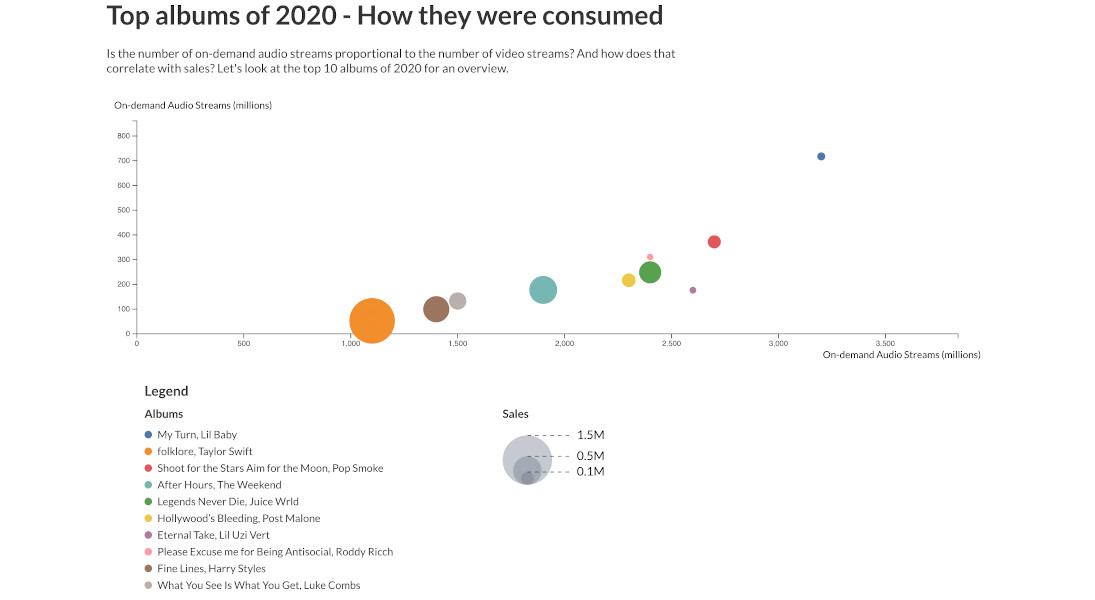 Top albums of 2020 - How they were consumed
Is the number of on-demand audio streams proportional to the number of video streams? And how does that
correlate with sales? Let's look at the top 10 albums of 2020 for an overview.
On-demand Audio Streams (millions)
800
700
600
500
400
300
200
100
0
0 500 1,000 1,500 2,000 2,500 3,000 3,500
On-demand Audio Streams (millions)
Legend
Albums
My Turn, Lil Baby
folklore, Taylor Swift
Shoot for the Stars Aim for the Moon, Pop Smoke
After Hours, The Weekend
Legends Never Die, Juice Wrld
Hollywood's Bleeding, Post Malone
Eternal Take, Lil Uzi Vert
Please Excuse me for Being Antisocial, Roddy Ricch
Fine Lines, Harry Styles
What You See Is What You Get, Luke Combs
Sales
1.5M
0.5M
0.1M